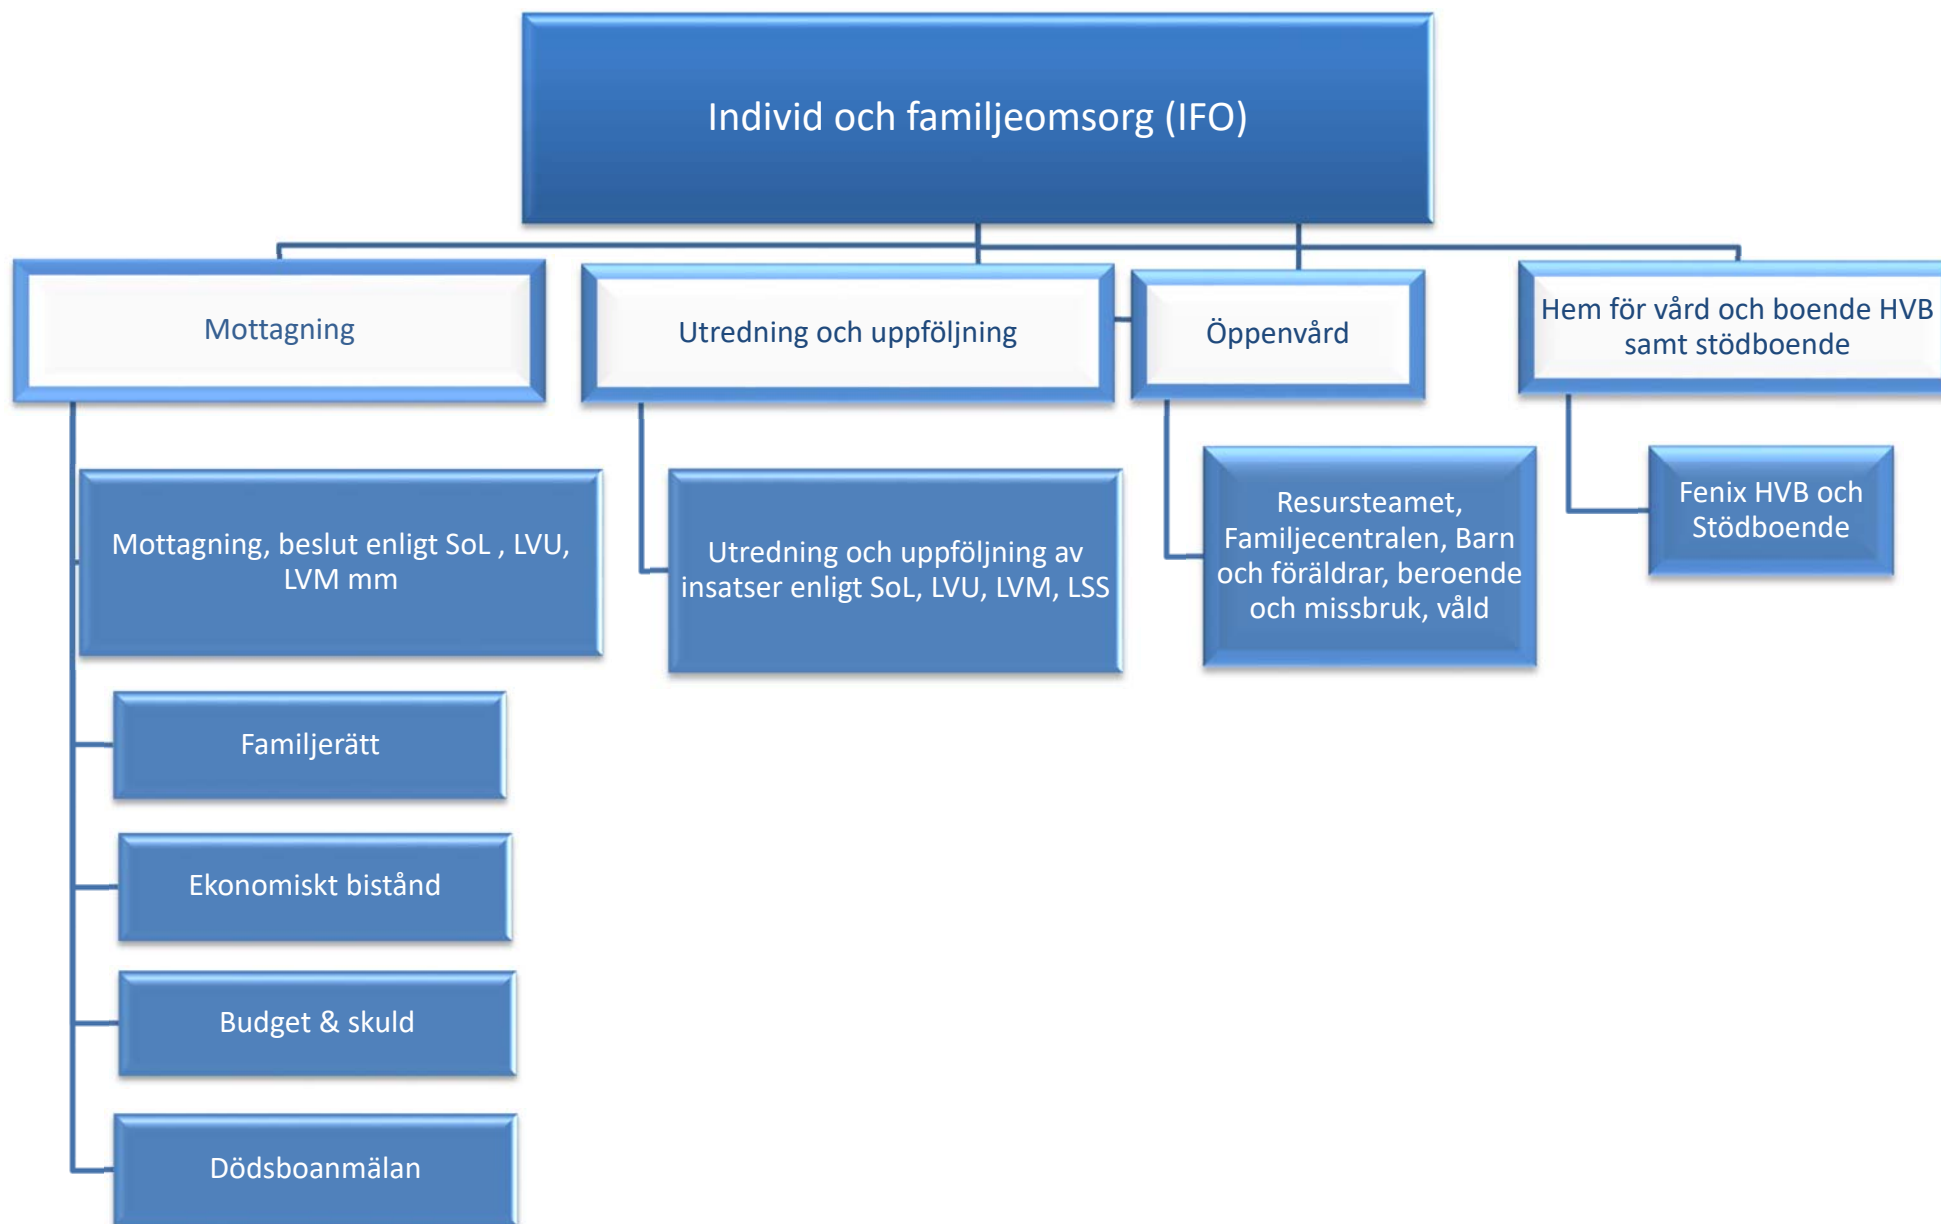 Individ och familjeomsorg (IFO)
Mottagning
Utredning och uppföljning
Öppenvård
Hem för vård och boende HVB
samt stödboende
Mottagning, beslut enligt SoL , LVU,
LVM mm
Utredning och uppföljning av
insatser enligt SoL, LVU, LVM, LSS
Resursteamet,
Familjecentralen, Barn
och föräldrar, beroende
och missbruk, våld
Fenix HVB och
Stödboende
Familjerätt
Ekonomiskt bistånd
Budget & skuld
Dödsboanmälan